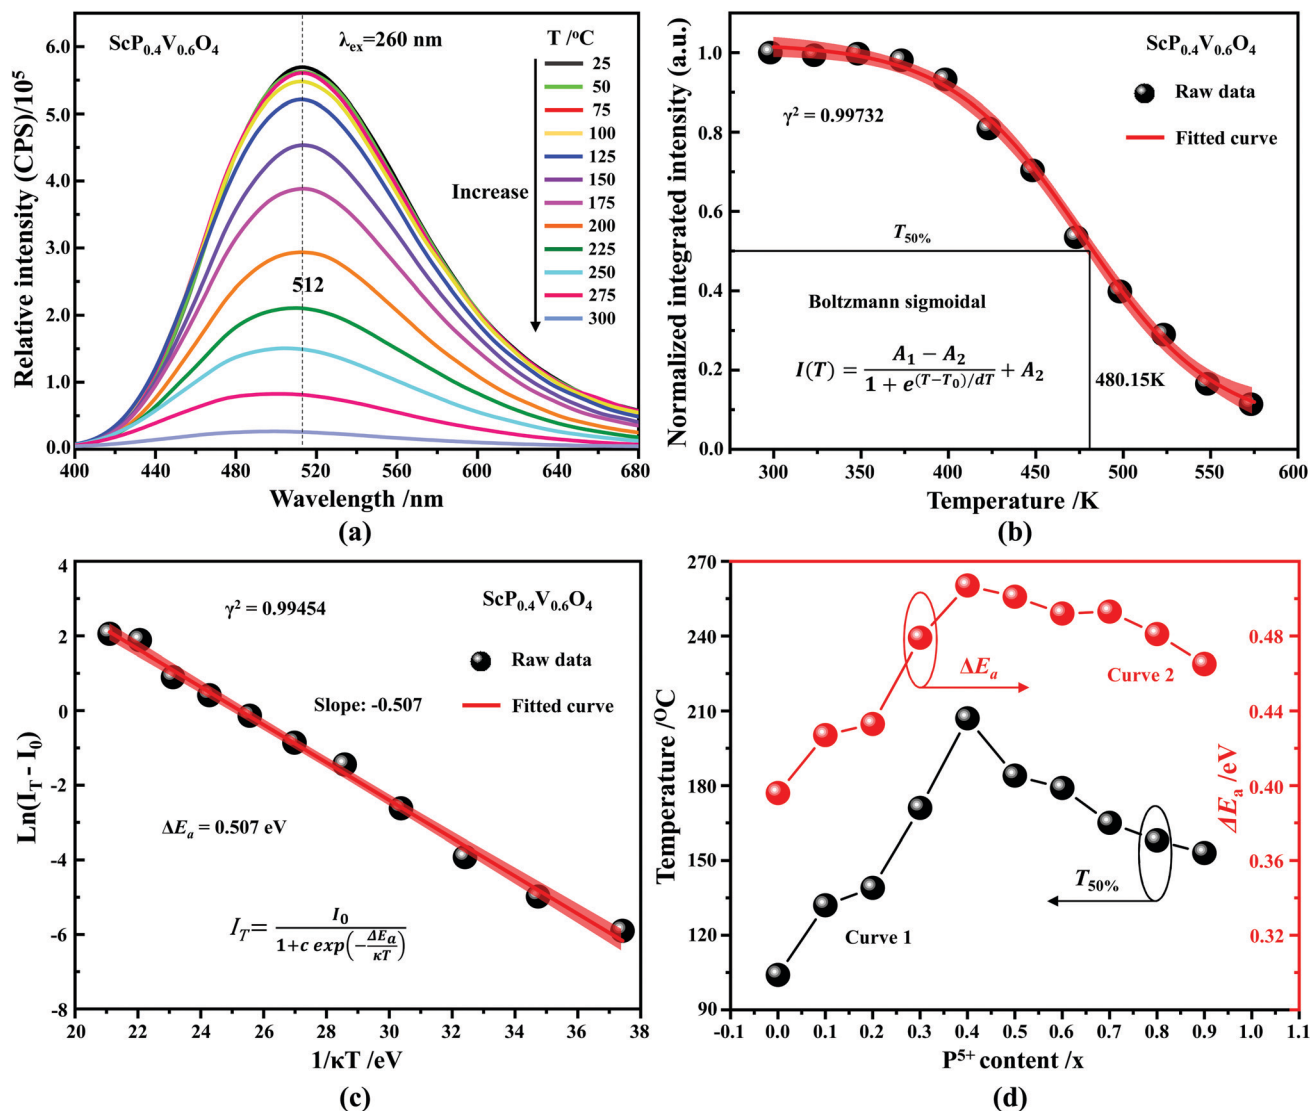 ScP0.4V0.6O4
λex=260 nm
T /oC
25
50
75
100
125
150
175
200
225
250
275
300
Increase
512
6.0
5.0
4.0
3.0
2.0
1.0
0.0
Relative intensity (CPS)/10⁵
400 440 480 520 560 600 640 680
Wavelength /nm
(a)
ScP0.4V0.6O4
Raw data
Fitted curve
γ² = 0.99732
T50%
Boltzmann sigmoidal
I(T) = (A1 − A2)/(1 + e^((T−T0)/dT)) + A2
480.15K
1.0
0.8
0.6
0.4
0.2
0.0
Normalized integrated intensity (a.u.)
300 350 400 450 500 550 600
Temperature /K
(b)
ScP0.4V0.6O4
γ² = 0.99454
Raw data
Fitted curve
Slope: -0.507
ΔEa = 0.507 eV
IT= I0/(1+c exp(−ΔEa/κT))
4
2
0
-2
-4
-6
-8
Ln(IT - I0)
20 22 24 26 28 30 32 34 36 38
1/κT /eV
(c)
270
240
210
180
150
120
90
Temperature /OC
ΔEa
Curve 2
T50%
Curve 1
0.48
0.44
0.40
0.36
0.32
ΔEa /eV
-0.1 0.0 0.1 0.2 0.3 0.4 0.5 0.6 0.7 0.8 0.9 1.0 1.1
P5+ content /x
(d)